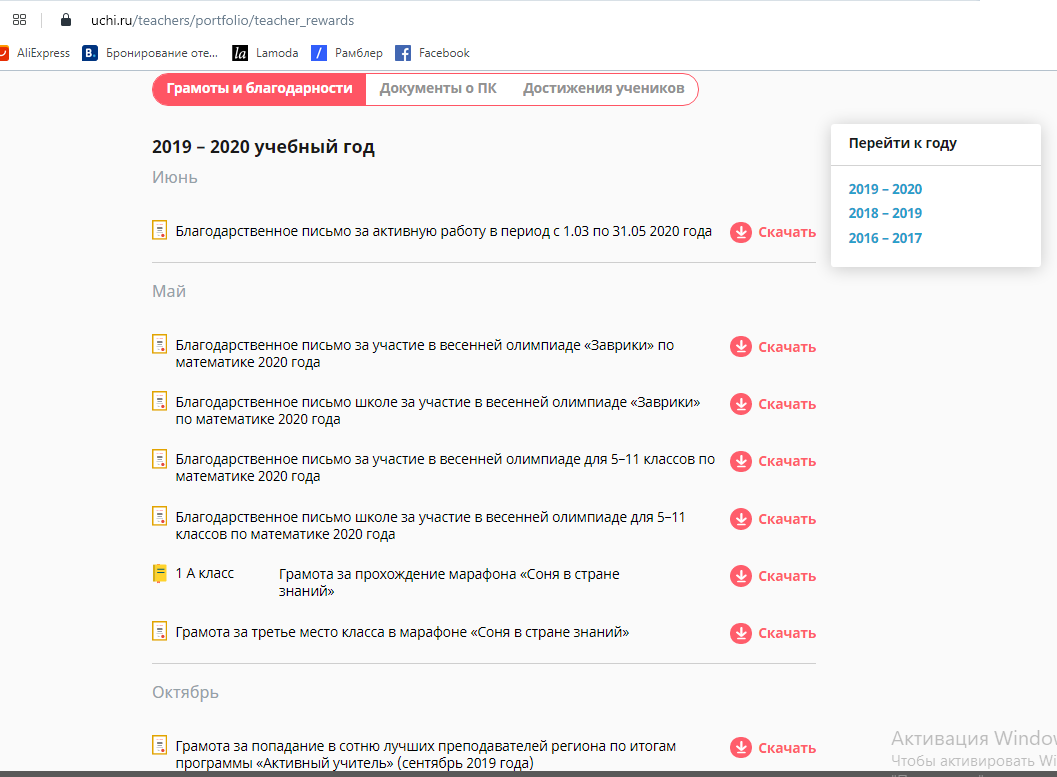 uchi.ru/teachers/portfolio/teacher_rewards
AliExpress B. Бронирование оте... la Lamoda / Рамблер f Facebook
Грамоты и благодарности Документы о ПК Достижения учеников
2019 – 2020 учебный год
Июнь
Благодарственное письмо за активную работу в период с 1.03 по 31.05 2020 года Скачать
Май
Благодарственное письмо за участие в весенней олимпиаде «Заврики» по
математике 2020 года
Скачать
Благодарственное письмо школе за участие в весенней олимпиаде «Заврики»
по математике 2020 года
Скачать
Благодарственное письмо за участие в весенней олимпиаде для 5–11 классов по
математике 2020 года
Скачать
Благодарственное письмо школе за участие в весенней олимпиаде для 5–11
классов по математике 2020 года
Скачать
1 А класс Грамота за прохождение марафона «Соня в стране
знаний»
Скачать
Грамота за третье место класса в марафоне «Соня в стране знаний» Скачать
Октябрь
Грамота за попадание в сотню лучших преподавателей региона по итогам
программы «Активный учитель» (сентябрь 2019 года)
Скачать
Перейти к году
2019 – 2020
2018 – 2019
2016 – 2017
Активация Windov
Чтобы активировать Wi